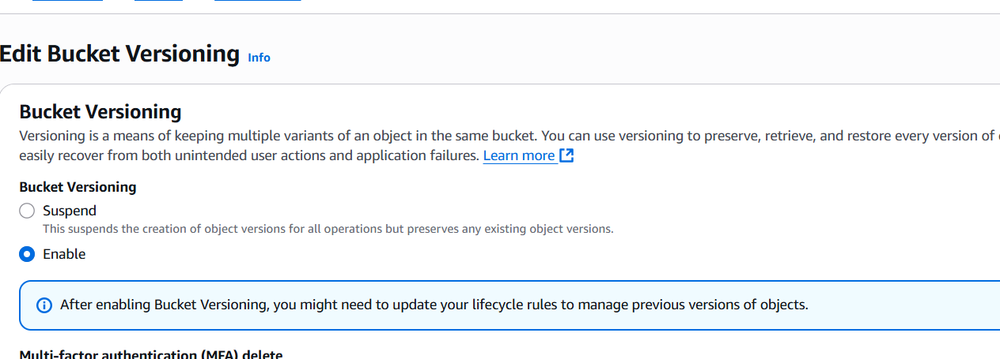 Edit Bucket Versioning Info
Bucket Versioning
Versioning is a means of keeping multiple variants of an object in the same bucket. You can use versioning to preserve, retrieve, and restore every version of
easily recover from both unintended user actions and application failures. Learn more
Bucket Versioning
Suspend
This suspends the creation of object versions for all operations but preserves any existing object versions.
Enable
After enabling Bucket Versioning, you might need to update your lifecycle rules to manage previous versions of objects.
Multi-factor authentication (MFA) delete